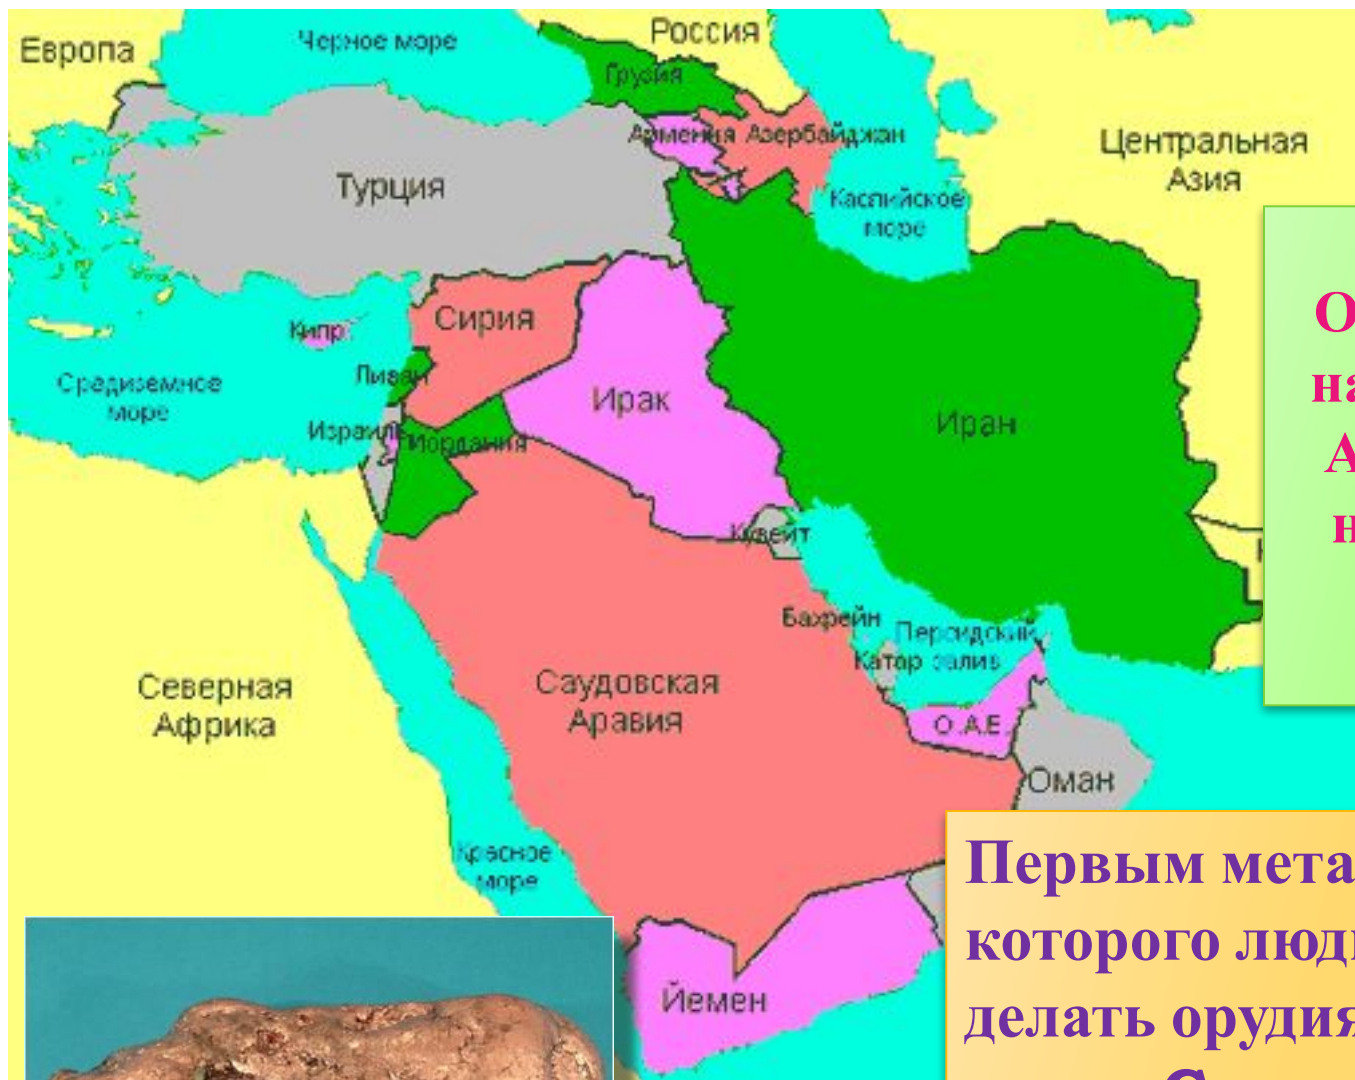 Европа
Черное море
Россия
Грузия
Армения
Азербайджан
Центральная
Азия
Турция
Каспийское
море
Кипр
Сирия
Ливан
Средиземное
море
Израиль
Иордания
Ирак
Иран
Кувейт
Бахрейн
Персидский
Катар залив
Северная
Африка
Саудовская
Аравия
О.А.Е.
Оман
Красное
море
Йемен
О
на
А
н
Первым мета
которого люд
делать орудия